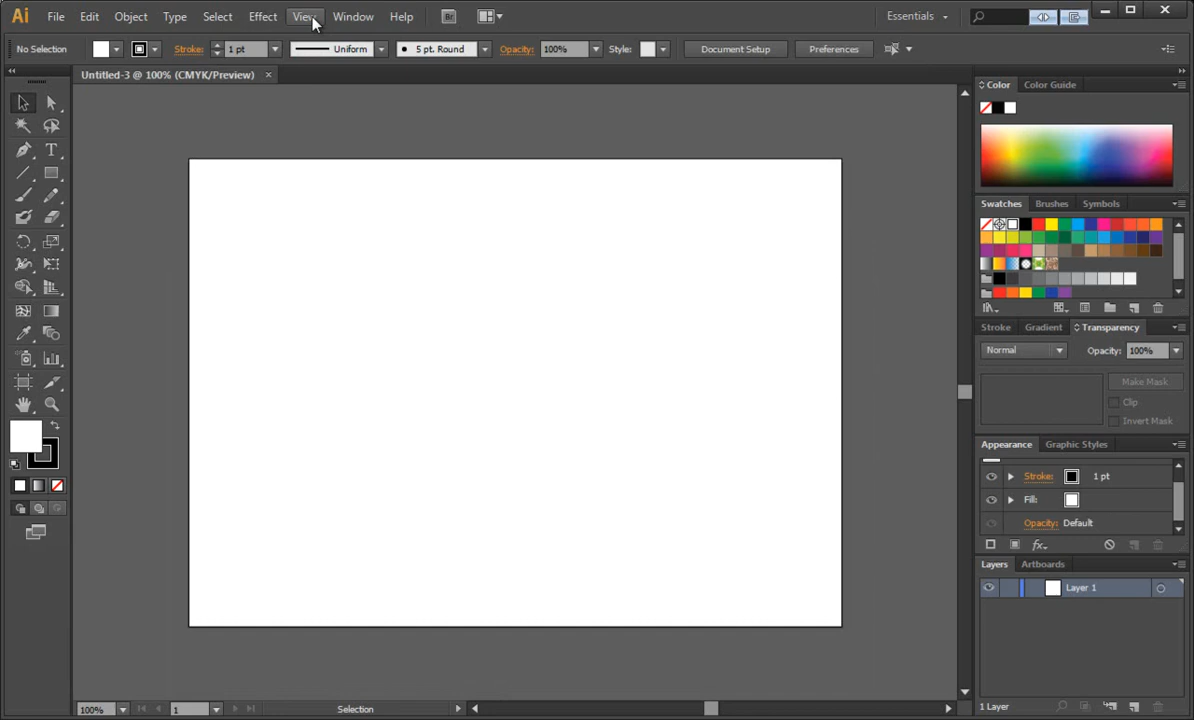 Ai File Edit Object Type Select Effect View Window Help Br Essentials
No Selection Stroke: 1 pt Uniform 5 pt. Round Opacity: 100% Style: Document Setup Preferences
Untitled-3 @ 100% (CMYK/Preview)
Color Color Guide
Swatches Brushes Symbols
Stroke Gradient Transparency
Normal Opacity: 100%
Make Mask
Clip
Invert Mask
Appearance Graphic Styles
Stroke: 1 pt
Fill:
Opacity: Default
fx
Layers Artboards
Layer 1
100% 1 Selection 1 Layer